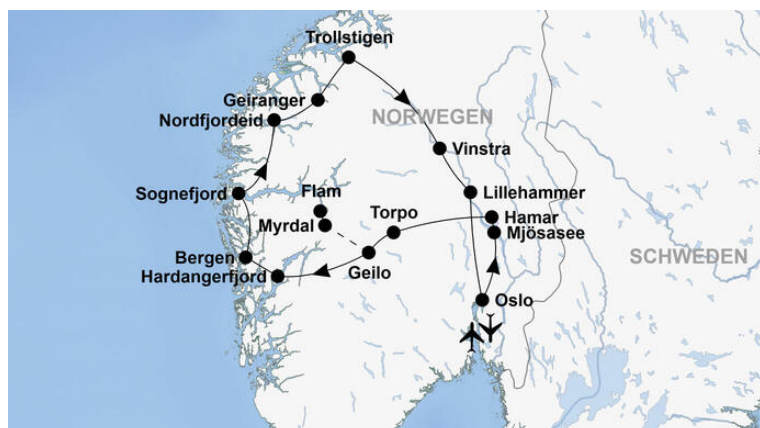 Trollstigen
Geiranger
Nordfjordeid
NORWEGEN
Vinstra
Sognefjord
Flam
Lillehammer
Myrdal
Torpo
Hamar
Mjösasee
Bergen
Geilo
SCHWEDEN
Hardangerfjord
Oslo